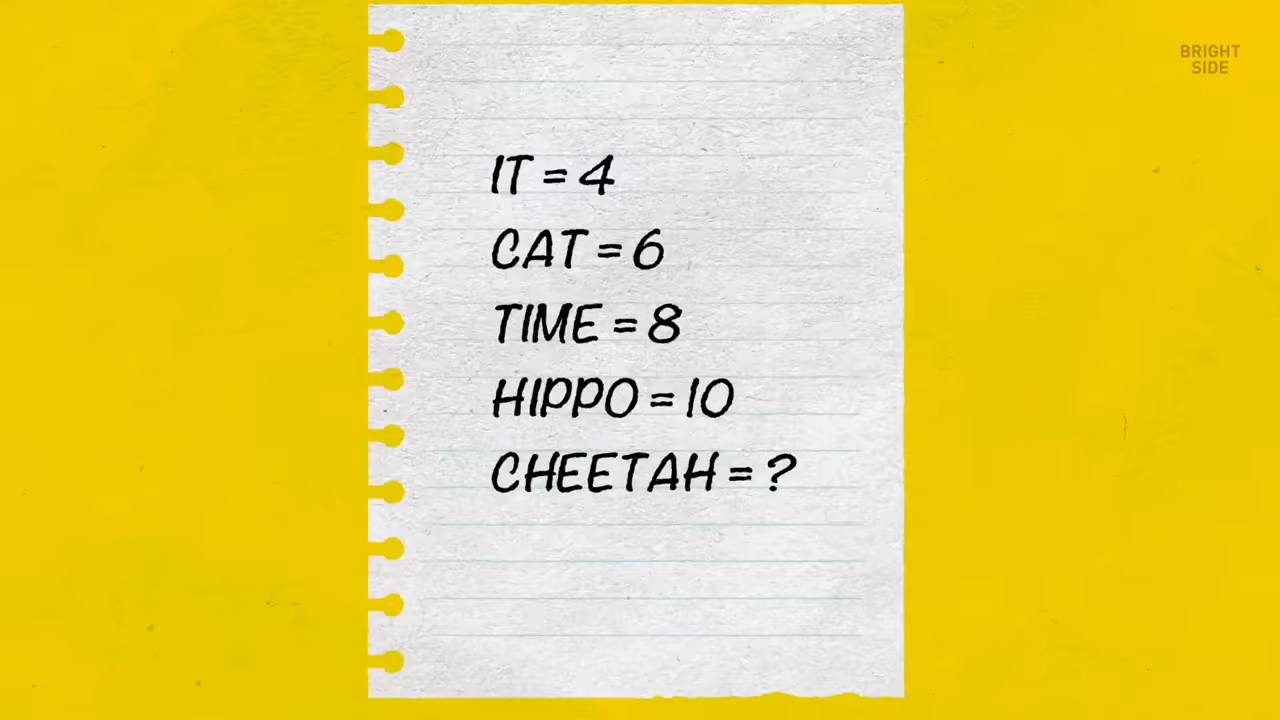 BRIGHT
SIDE
IT = 4
CAT = 6
TIME = 8
HIPPO = 10
CHEETAH = ?